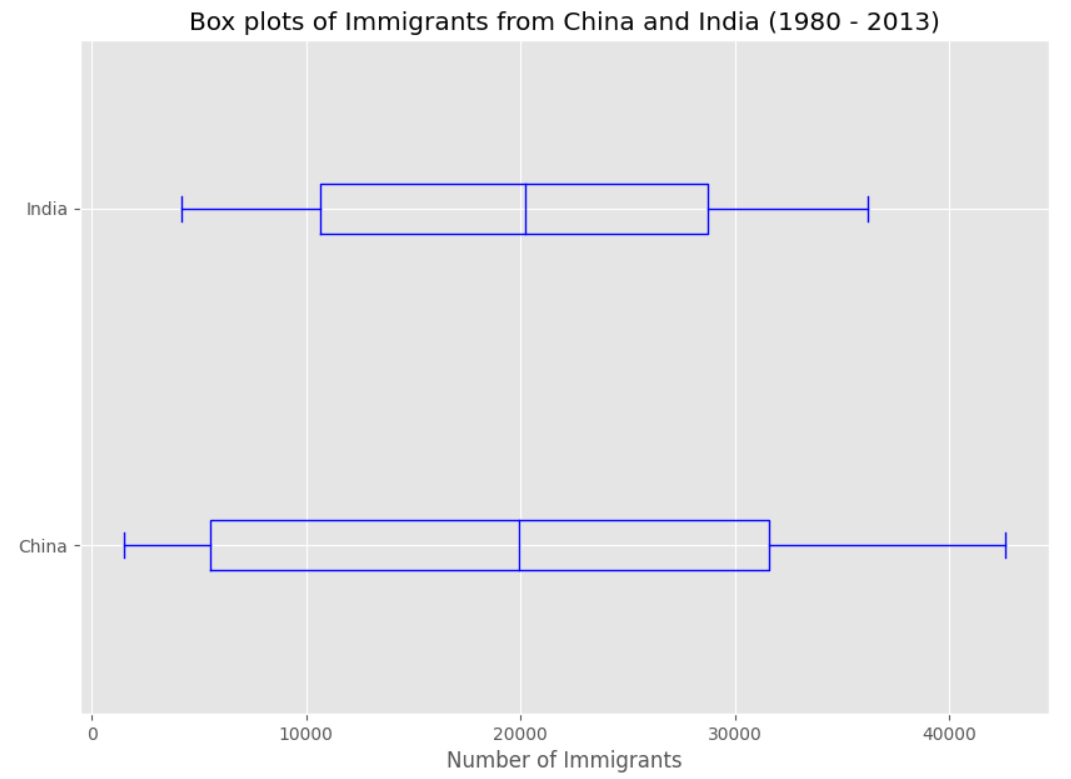 Box plots of Immigrants from China and India (1980 - 2013)
India
China
0 10000 20000 30000 40000
Number of Immigrants